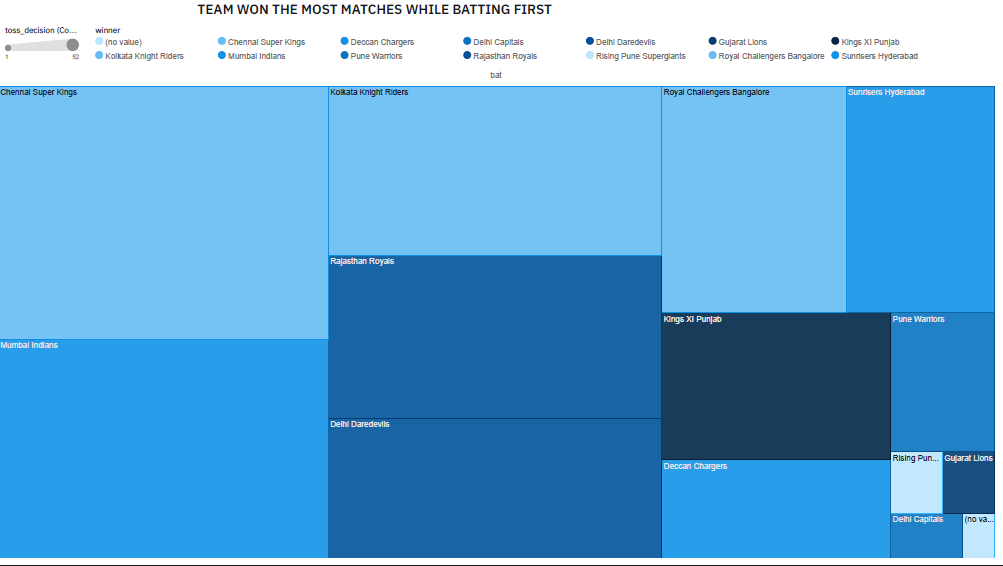 TEAM WON THE MOST MATCHES WHILE BATTING FIRST
toss_decision (Co...
1 52
winner
(no value) Chennai Super Kings Deccan Chargers Delhi Capitals Delhi Daredevils Gujarat Lions Kings XI Punjab
Kolkata Knight Riders Mumbai Indians Pune Warriors Rajasthan Royals Rising Pune Supergiants Royal Challengers Bangalore Sunrisers Hyderabad
bat
Chennai Super Kings
Kolkata Knight Riders
Royal Challengers Bangalore
Sunrisers Hyderabad
Rajasthan Royals
Kings XI Punjab
Pune Warriors
Mumbai Indians
Delhi Daredevils
Rising Pun...
Gujarat Lions
Deccan Chargers
Delhi Capitals
(no va...